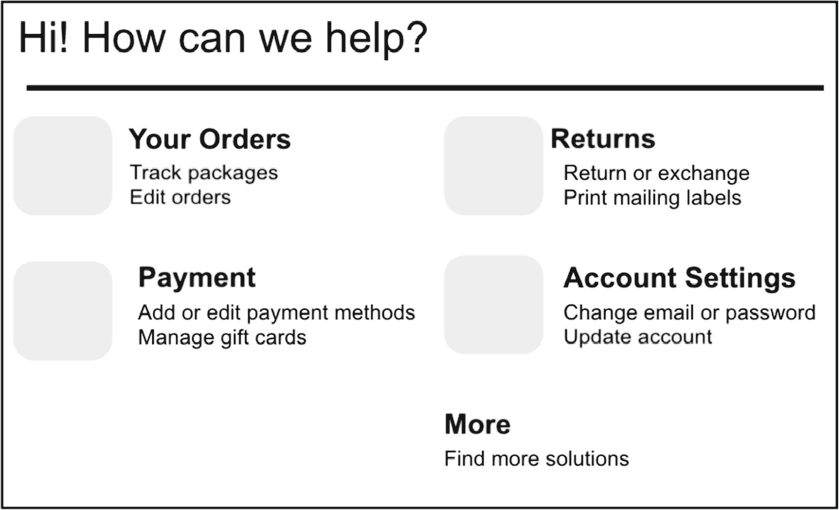 Hi! How can we help?
Your Orders
Track packages
Edit orders
Returns
Return or exchange
Print mailing labels
Payment
Add or edit payment methods
Manage gift cards
Account Settings
Change email or password
Update account
More
Find more solutions